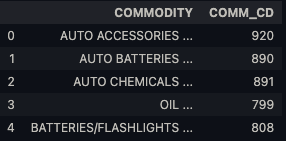 COMMODITY COMM_CD
0 AUTO ACCESSORIES ... 920
1 AUTO BATTERIES ... 890
2 AUTO CHEMICALS ... 891
3 OIL ... 799
4 BATTERIES/FLASHLIGHTS ... 808